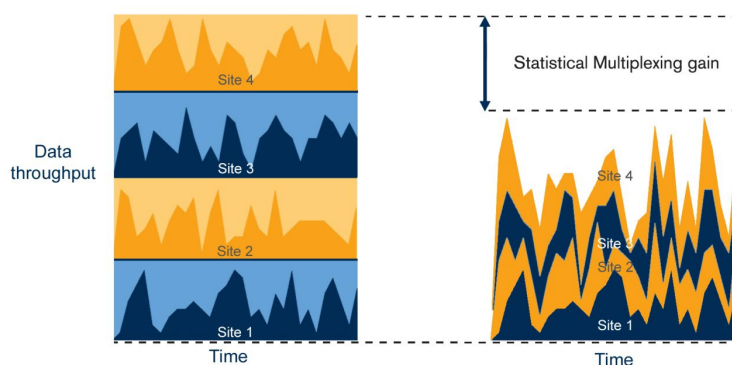 Site 4
Statistical Multiplexing gain
Data
throughput
Site 3
Site 4
Site 2
Site 3
Site 2
Site 1
Site 1
Time
Time